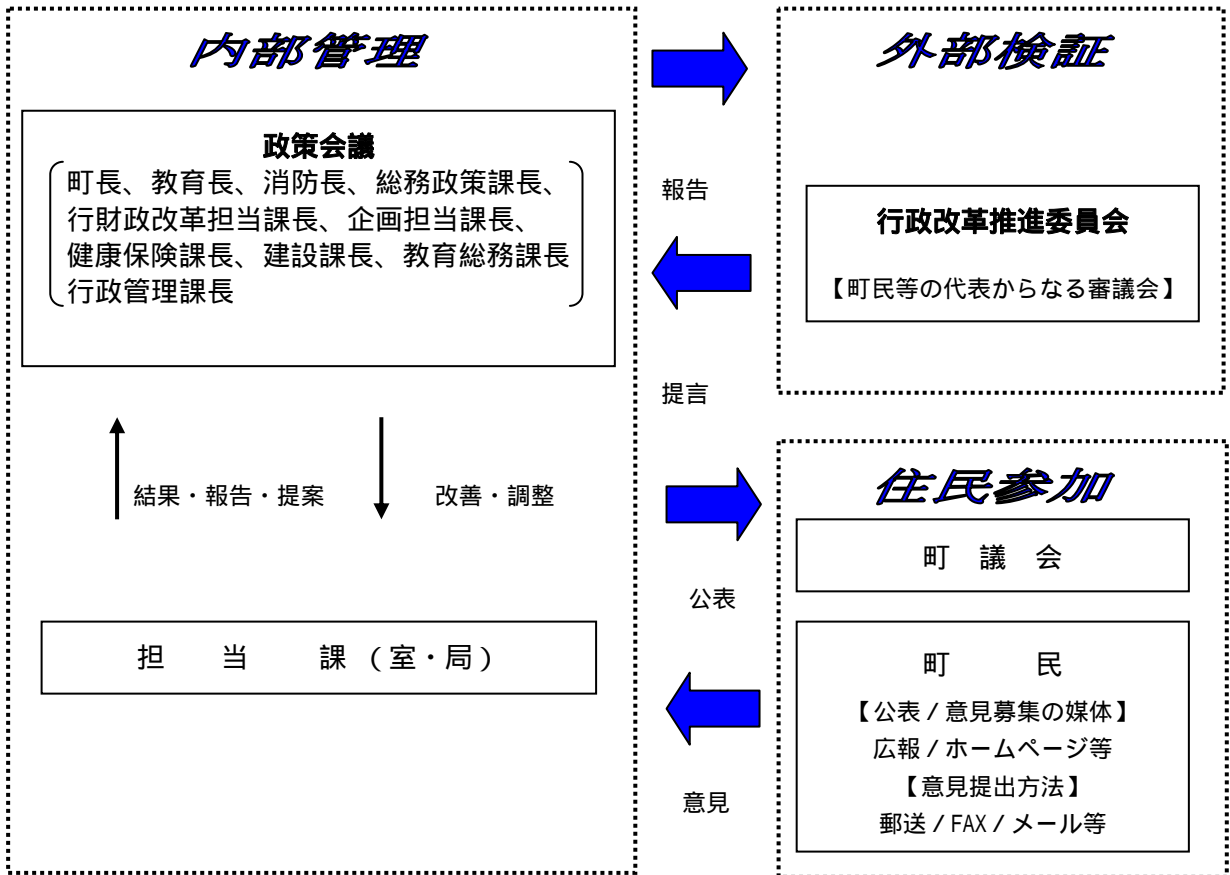 内部管理
政策会議
町長、教育長、消防長、総務政策課長、
行財政改革担当課長、企画担当課長、
健康保険課長、建設課長、教育総務課長
行政管理課長
結果・報告・提案
改善・調整
担 当 課 (室・局)
報告
提言
外部検証
行政改革推進委員会
【町民等の代表からなる審議会】
公表
意見
住民参加
町 議 会
町 民
【公表/意見募集の媒体】
広報/ホームページ等
【意見提出方法】
郵送/FAX/メール等